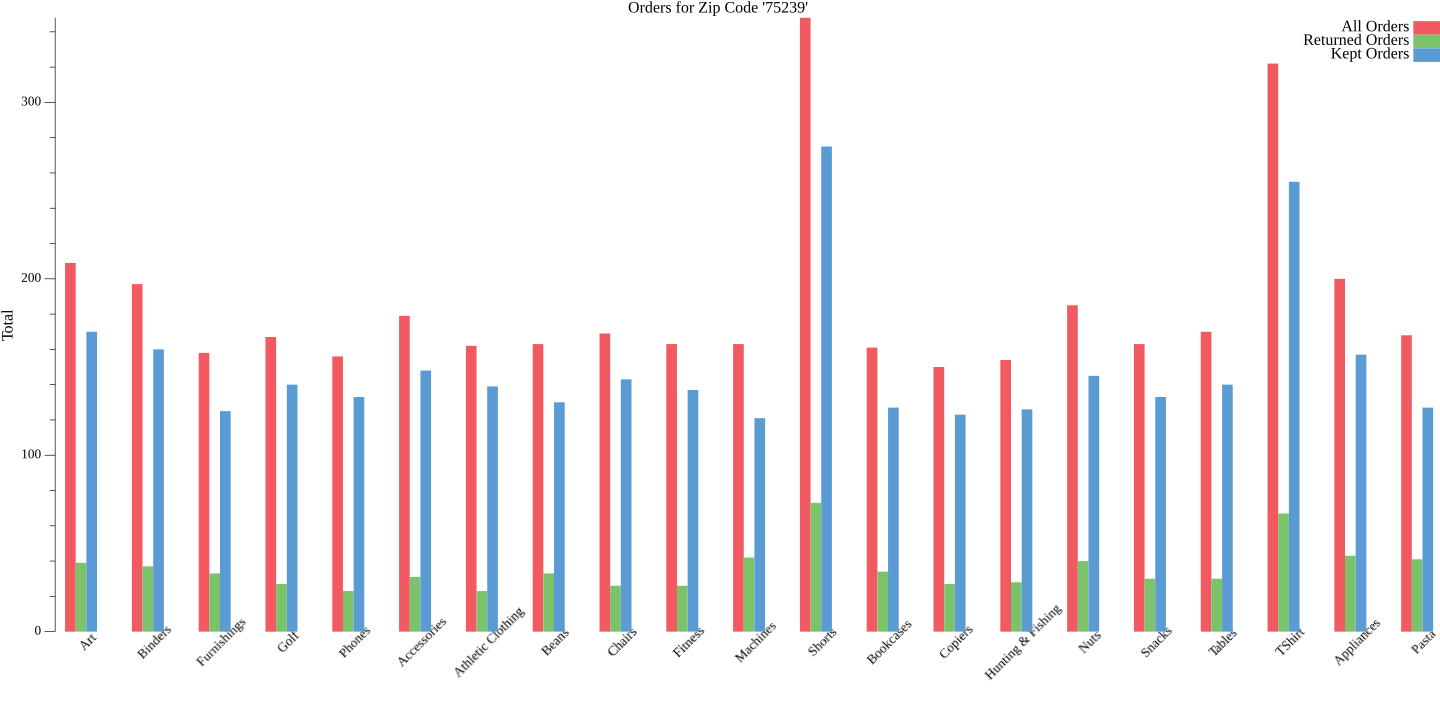 Orders for Zip Code '75239'
All Orders
Returned Orders
Kept Orders
Total
300
200
100
0
Art
Binders
Furnishings
Golf
Phones
Accessories
Athletic Clothing
Beans
Chairs
Fitness
Machines
Shorts
Bookcases
Copiers
Hunting & Fishing
Nuts
Snacks
Tables
TShirt
Appliances
Pasta